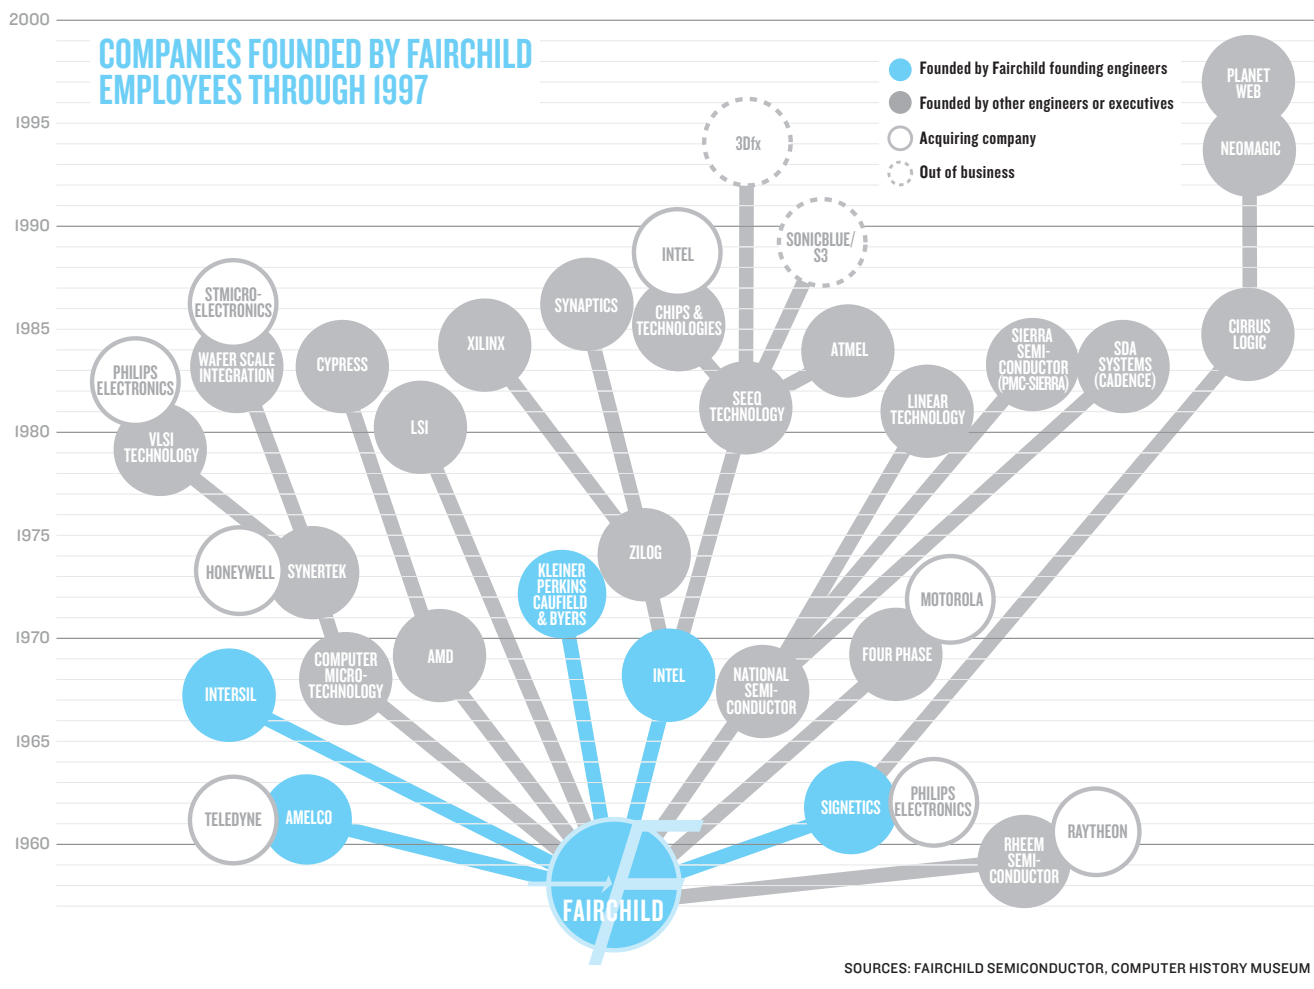 2000
COMPANIES FOUNDED BY FAIRCHILD
EMPLOYEES THROUGH 1997
Founded by Fairchild founding engineers
Founded by other engineers or executives
Acquiring company
Out of business
PLANET
WEB
1995
3Dfx
NEOMAGIC
1990
SONICBLUE/
S3
INTEL
STMICRO-
ELECTRONICS
SYNAPTICS
CHIPS &
TECHNOLOGIES
1985
XILINX
ATMEL
SIERRA
SEMI-
CONDUCTOR
(PMC-SIERRA)
SDA
SYSTEMS
(CADENCE)
CIRRUS
LOGIC
WAFER SCALE
INTEGRATION
CYPRESS
PHILIPS
ELECTRONICS
SEEQ
TECHNOLOGY
LINEAR
TECHNOLOGY
LSI
1980
VLSI
TECHNOLOGY
1975
ZILOG
HONEYWELL
SYNERTEK
KLEINER
PERKINS
CAUFIELD
& BYERS
MOTOROLA
1970
COMPUTER
MICRO-
TECHNOLOGY
AMD
FOUR PHASE
INTERSIL
INTEL
NATIONAL
SEMI-
CONDUCTOR
1965
TELEDYNE
AMELCO
SIGNETICS
PHILIPS
ELECTRONICS
RAYTHEON
1960
RHEEM
SEMI-
CONDUCTOR
FAIRCHILD
SOURCES: FAIRCHILD SEMICONDUCTOR, COMPUTER HISTORY MUSEUM